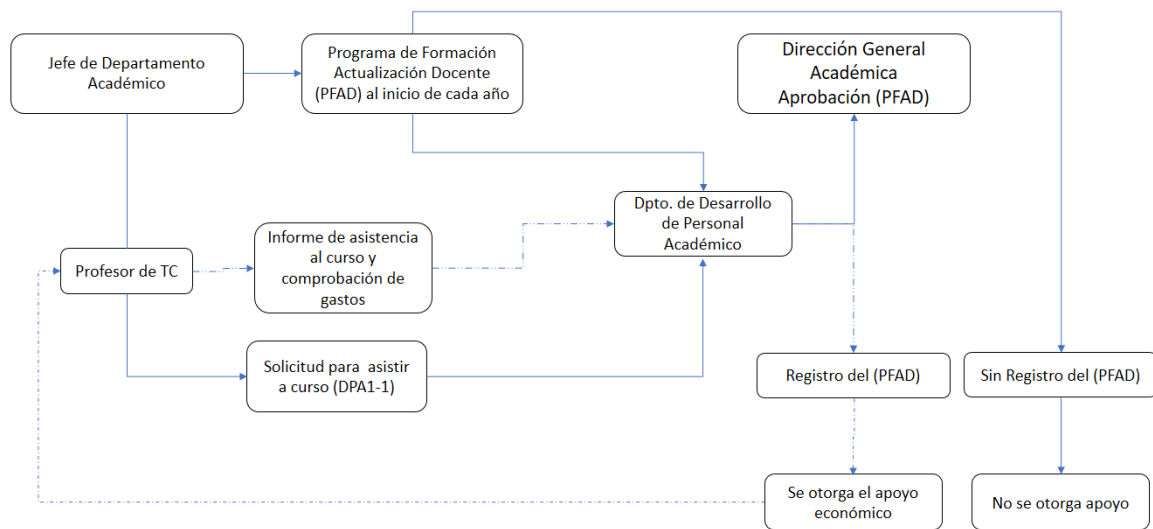 Jefe de Departamento
Académico
Programa de Formación
Actualización Docente
(PFAD) al inicio de cada año
Dirección General
Académica
Aprobación (PFAD)
Dpto. de Desarrollo
de Personal
Académico
Informe de asistencia
al curso y
comprobación de
gastos
Profesor de TC
Solicitud para asistir
a curso (DPA1-1)
Registro del (PFAD)
Sin Registro del (PFAD)
Se otorga el apoyo
económico
No se otorga apoyo